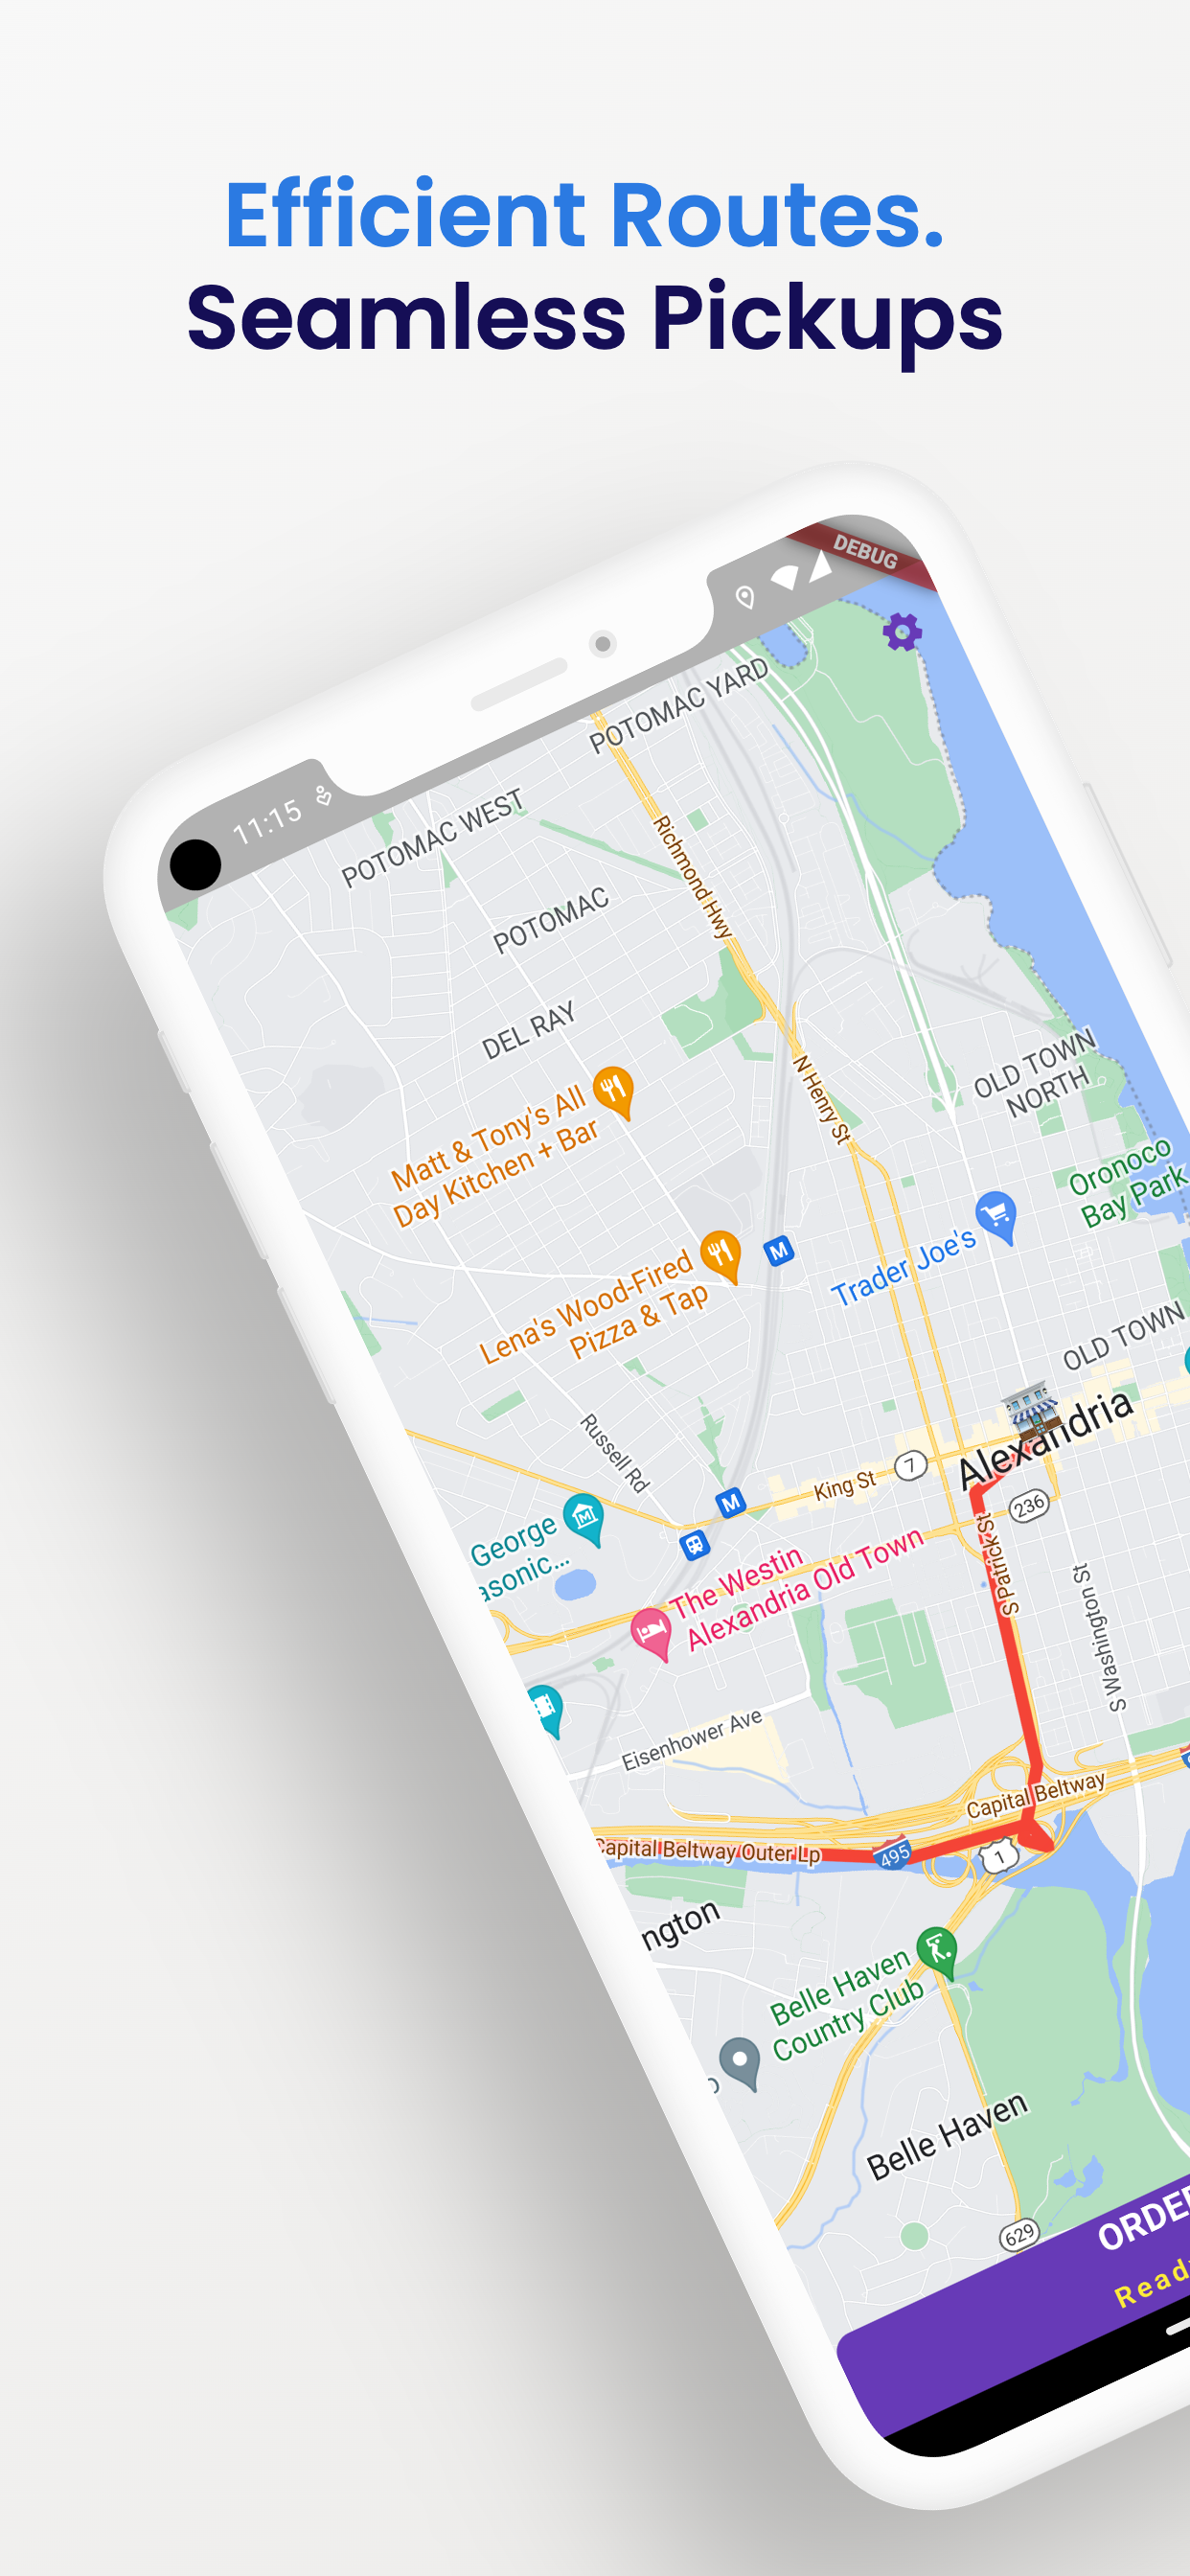 Efficient Routes.
Seamless Pickups
DEBUG
11:15
POTOMAC YARD
POTOMAC WEST
Richmond Hwy
POTOMAC
DEL RAY
OLD TOWN
NORTH
N Henry St
Matt & Tony's All
Day Kitchen + Bar
Oronoco
Bay Park
M
Trader Joe's
Lena's Wood-Fired
Pizza & Tap
OLD TOWN
Alexandria
Russell Rd
7
King St
M
236
George
asonic...
S Patrick St
The Westin
Alexandria Old Town
S Washington St
Eisenhower Ave
Capital Beltway
Capital Beltway Outer Lp
495
1
ngton
Belle Haven
Country Club
Belle Haven
629
ORDE
Read